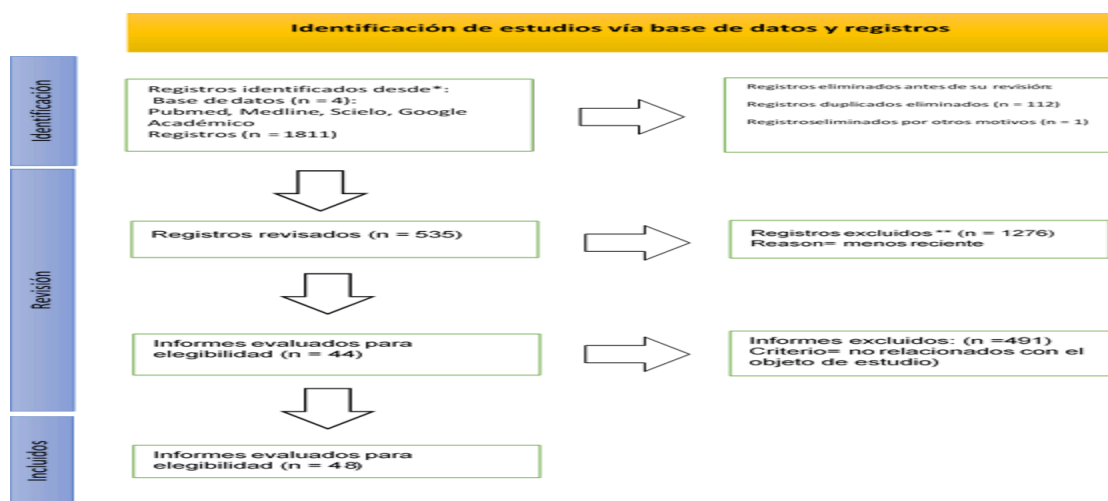 Identificación de estudios vía base de datos y registros
Identificación
Registros identificados desde*:
Base de datos (n = 4):
Pubmed, Medline, Scielo, Google
Académico
Registros (n = 1811)
Registros eliminados antes de su revisión:
Registros duplicados eliminados (n = 112)
Registroseliminados por otros motivos (n = 1)
Revisión
Registros revisados (n = 535)
Registros excluidos ** (n = 1276)
Reason= menos reciente
Informes evaluados para
elegibilidad (n = 44)
Informes excluidos: (n =491)
Criterio= no relacionados con el
objeto de estudio)
Incluidos
Informes evaluados para
elegibilidad (n = 48)